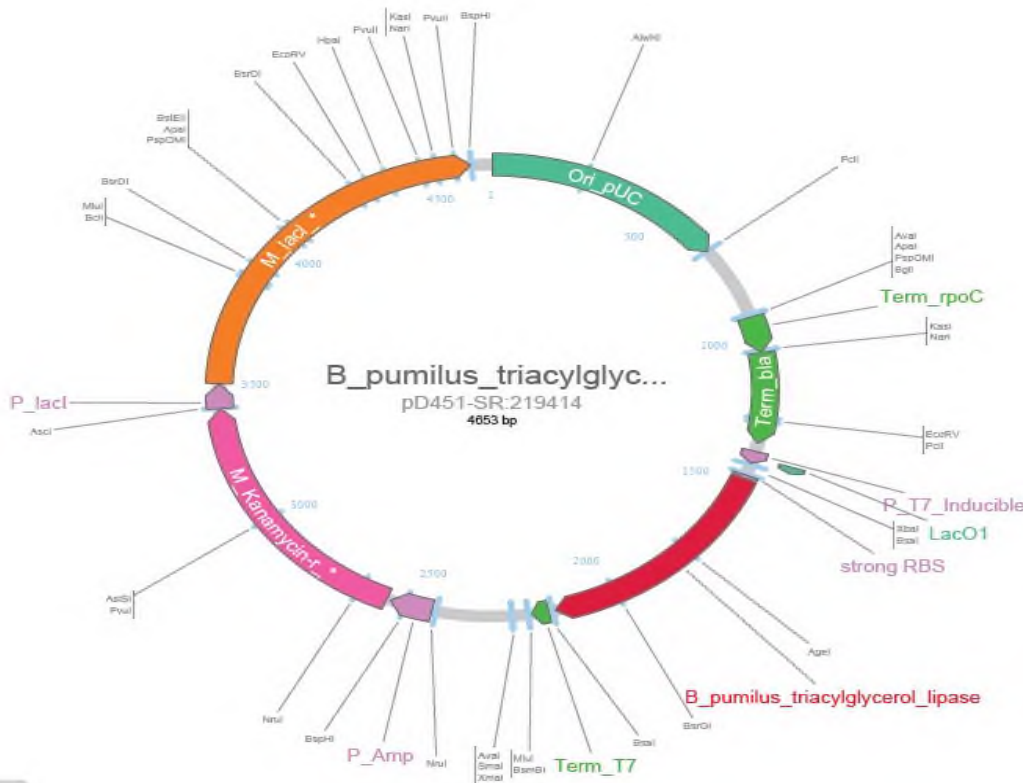 KasI
NarI
PvuII
BspHI
PvuII
HpaI
EcoRV
BsrDI
AlwNI
BstEII
ApaI
PspOMI
PciI
BsrDI
MluI
BclI
AvaI
ApaI
PspOMI
BglI
Term_rpoC
KasI
NarI
Ori_pUC
M_lacI_*
4500
500
4000
1000
Term_bla
B_pumilus_triacylglyc...
pD451-SR:219414
4653 bp
3500
P_lacI
AscI
EcoRV
PciI
1500
P_T7_Inducible
LacO1
XbaI
BsaI
strong RBS
M_Kanamycin-r_*
3000
2500
2000
AsiSI
PvuI
AgeI
B_pumilus_triacylglycerol_lipase
BsrGI
NruI
BspHI
P_Amp
NruI
AvaI
SmaI
XmaI
MluI
BsmBI
Term_T7
BsaI